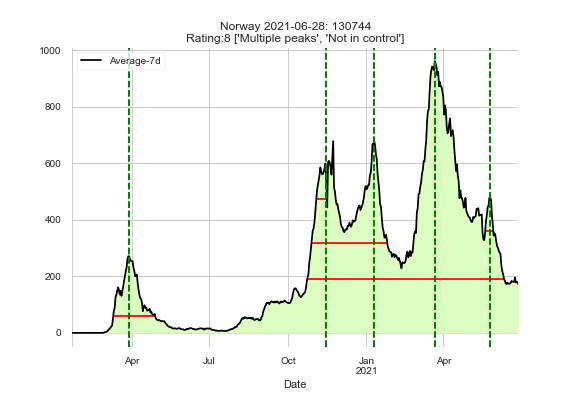 Norway 2021-06-28: 130744
Rating:8 ['Multiple peaks', 'Not in control']
1000
Average-7d
800
600
400
200
0
Apr Jul Oct Jan Apr
2021
Date